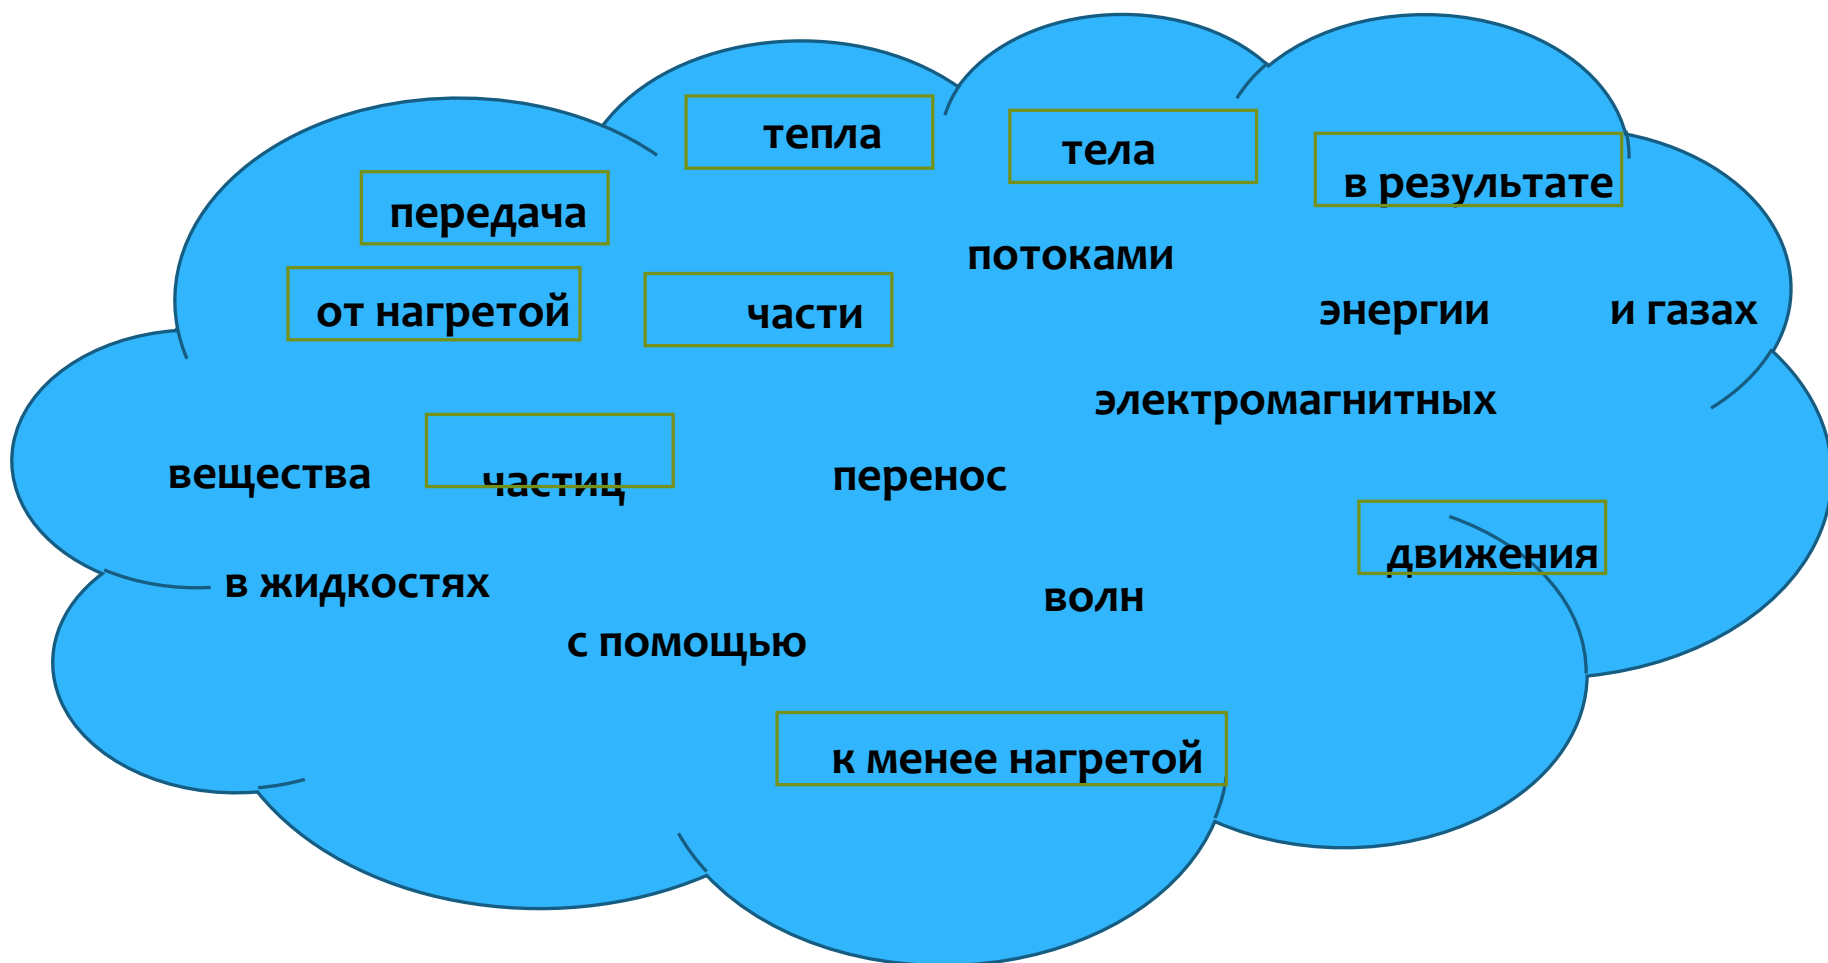 тепла
тела
в результате
передача
потоками
от нагретой
части
энергии
и газах
электромагнитных
вещества
частиц
перенос
движения
в жидкостях
волн
с помощью
к менее нагретой